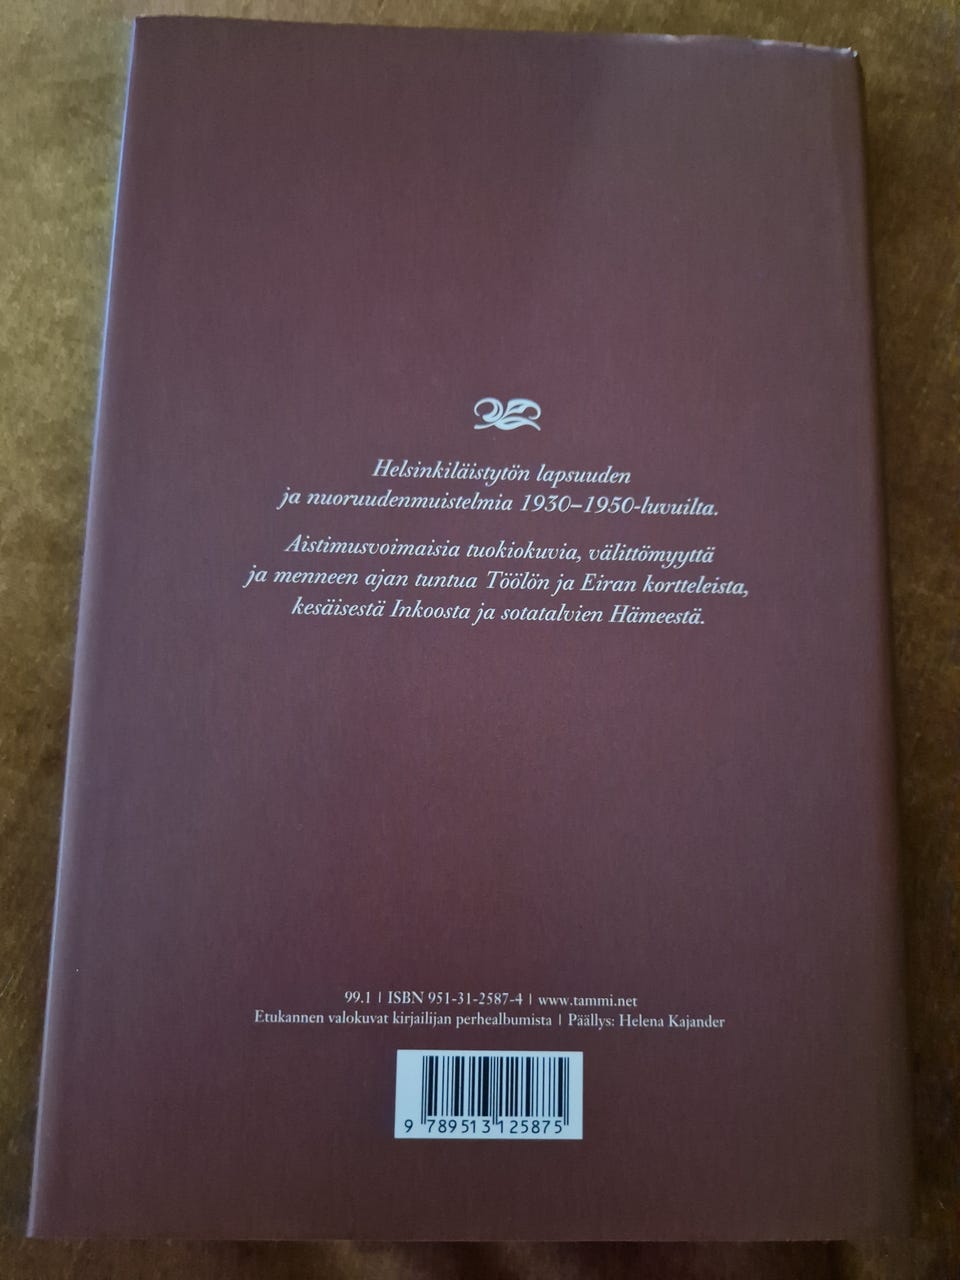 Helsinkiläistytön lapsuuden
ja nuoruudenmuistelmia 1930–1950-luvuilta.
Aistimusvoimaisia tuokiokuvia, välittömyyttä
ja menneen ajan tuntua Töölön ja Eiran kortteleista,
kesäisestä Inkoosta ja sotatalvien Hämeestä.
99.1 | ISBN 951-31-2587-4 | www.tammi.net
Etukannen valokuvat kirjailijan perhealbumista | Päällys: Helena Kajander
9 789513 125875